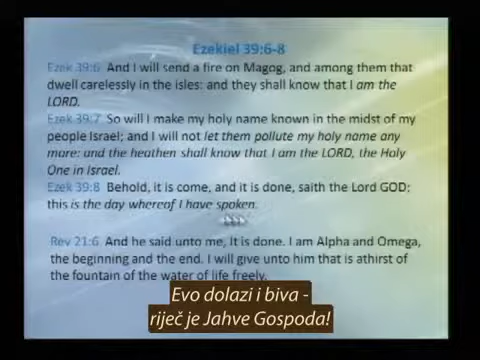 Ezekiel 39:6-8
Ezek 39:6 And I will send a fire on Magog, and among them that
dwell carelessly in the isles: and they shall know that I am the
LORD.
Ezek 39:7 So will I make my holy name known in the midst of my
people Israel; and I will not let them pollute my holy name any
more: and the heathen shall know that I am the LORD, the Holy
One in Israel.
Ezek 39:8 Behold, it is come, and it is done, saith the Lord GOD;
this is the day whereof I have spoken.
Rev 21:6 And he said unto me, It is done. I am Alpha and Omega,
the beginning and the end. I will give unto him that is athirst of
the fountain of the water of life freely.
Evo dolazi i biva -
riječ je Jahve Gospoda!